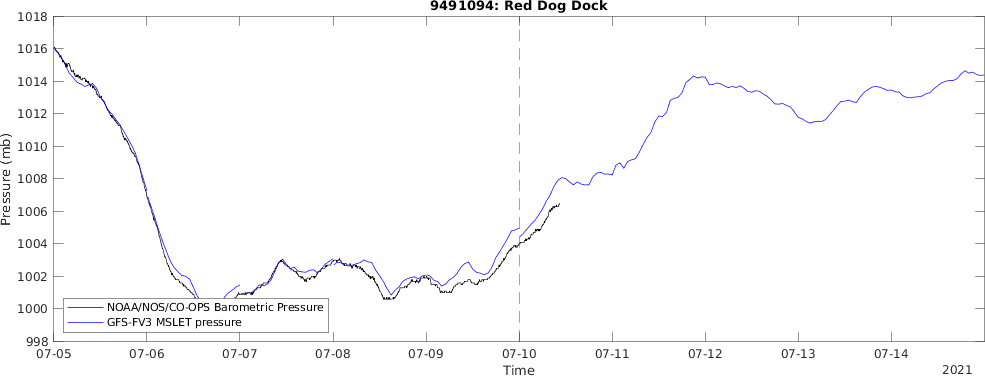 9491094: Red Dog Dock
Pressure (mb)
1018
1016
1014
1012
1010
1008
1006
1004
1002
1000
998
NOAA/NOS/CO-OPS Barometric Pressure
GFS-FV3 MSLET pressure
07-05 07-06 07-07 07-08 07-09 07-10 07-11 07-12 07-13 07-14
Time
2021